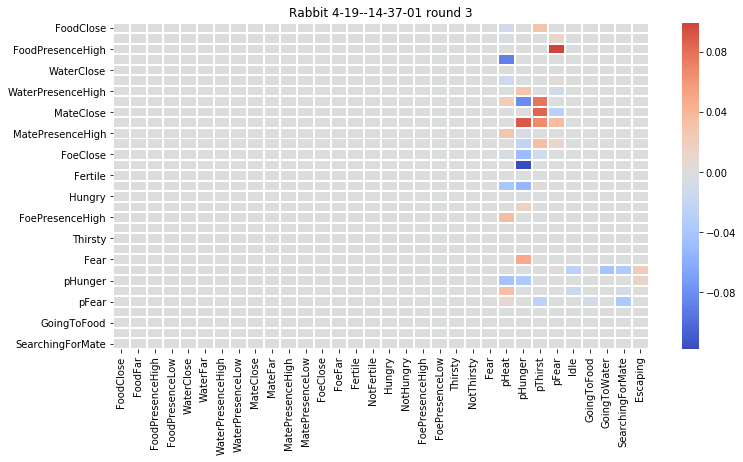 Rabbit 4-19--14-37-01 round 3
FoodClose
FoodPresenceHigh
WaterClose
WaterPresenceHigh
MateClose
MatePresenceHigh
FoeClose
Fertile
Hungry
FoePresenceHigh
Thirsty
Fear
pHunger
pFear
GoingToFood
SearchingForMate
FoodClose
FoodFar
FoodPresenceHigh
FoodPresenceLow
WaterClose
WaterFar
WaterPresenceHigh
WaterPresenceLow
MateClose
MateFar
MatePresenceHigh
MatePresenceLow
FoeClose
FoeFar
Fertile
NotFertile
Hungry
NotHungry
FoePresenceHigh
FoePresenceLow
Thirsty
NotThirsty
Fear
pHeat
pHunger
pThirst
pFear
Idle
GoingToFood
GoingToWater
SearchingForMate
Escaping
0.08
0.04
0.00
−0.04
−0.08